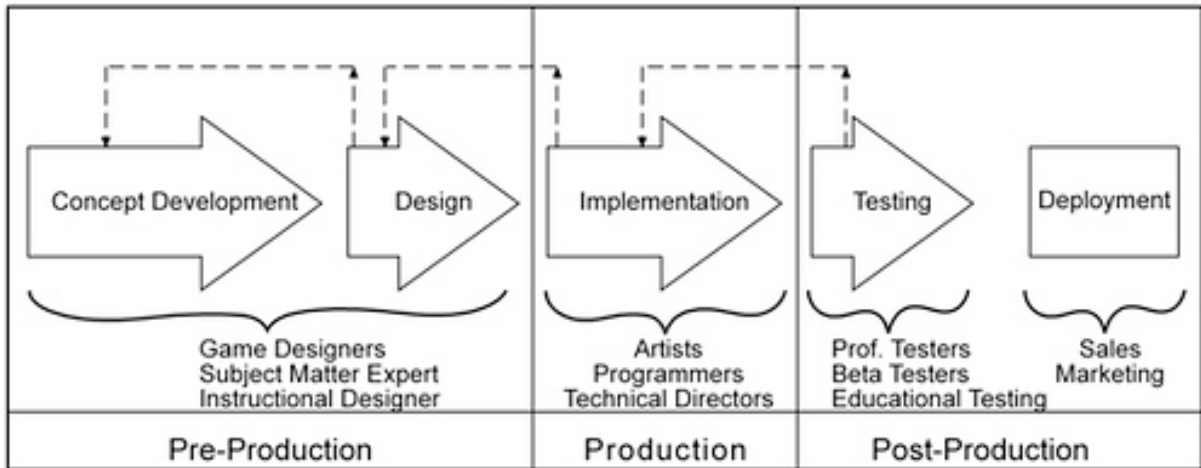 Concept Development
Design
Implementation
Testing
Deployment
Game Designers
Subject Matter Expert
Instructional Designer
Artists
Programmers
Technical Directors
Prof. Testers
Beta Testers
Educational Testing
Sales
Marketing
Pre-Production
Production
Post-Production